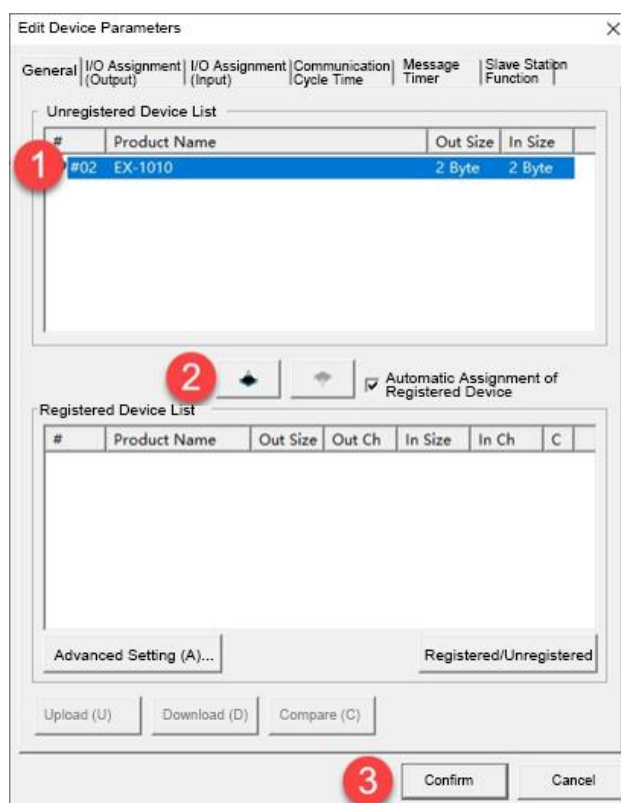 Edit Device Parameters
General
I/O Assignment (Output)
I/O Assignment (Input)
Communication Cycle Time
Message Timer
Slave Station Function
Unregistered Device List
# Product Name Out Size In Size
1
#02 EX-1010 2 Byte 2 Byte
2
Automatic Assignment of
Registered Device
Registered Device List
# Product Name Out Size Out Ch In Size In Ch C
Advanced Setting (A)...
Registered/Unregistered
Upload (U) Download (D) Compare (C)
3
Confirm Cancel